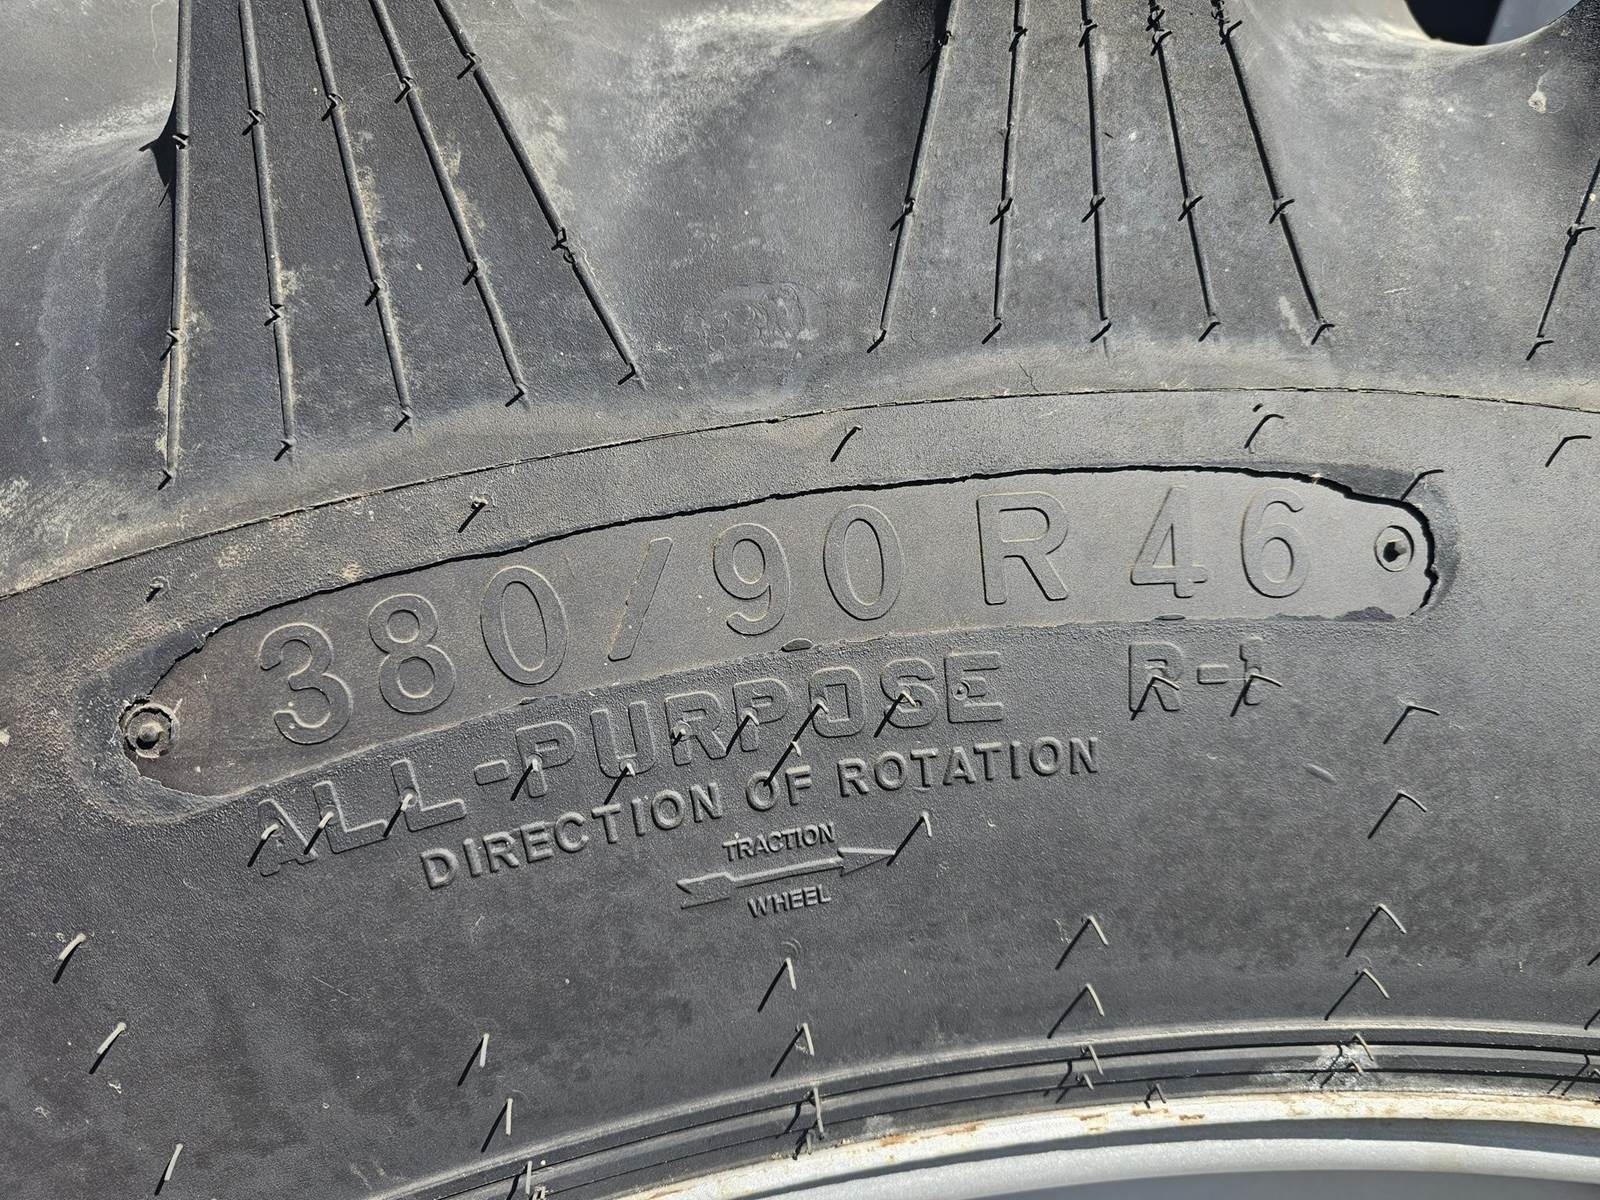 380/90 R 46
ALL-PURPOSE R-1
DIRECTION OF ROTATION
TRACTION
WHEEL